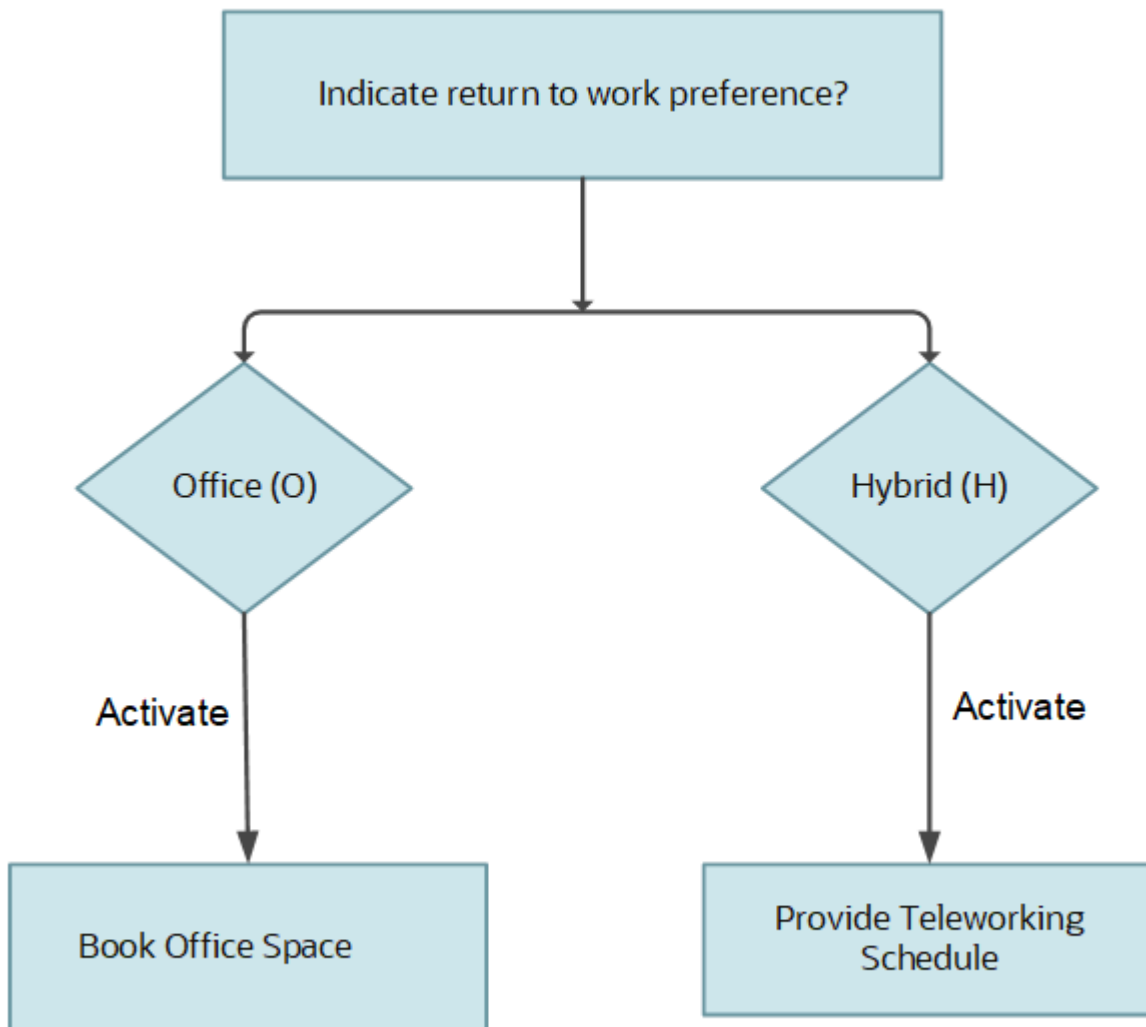 Indicate return to work preference?
Office (O)
Hybrid (H)
Activate
Activate
Book Office Space
Provide Teleworking
Schedule